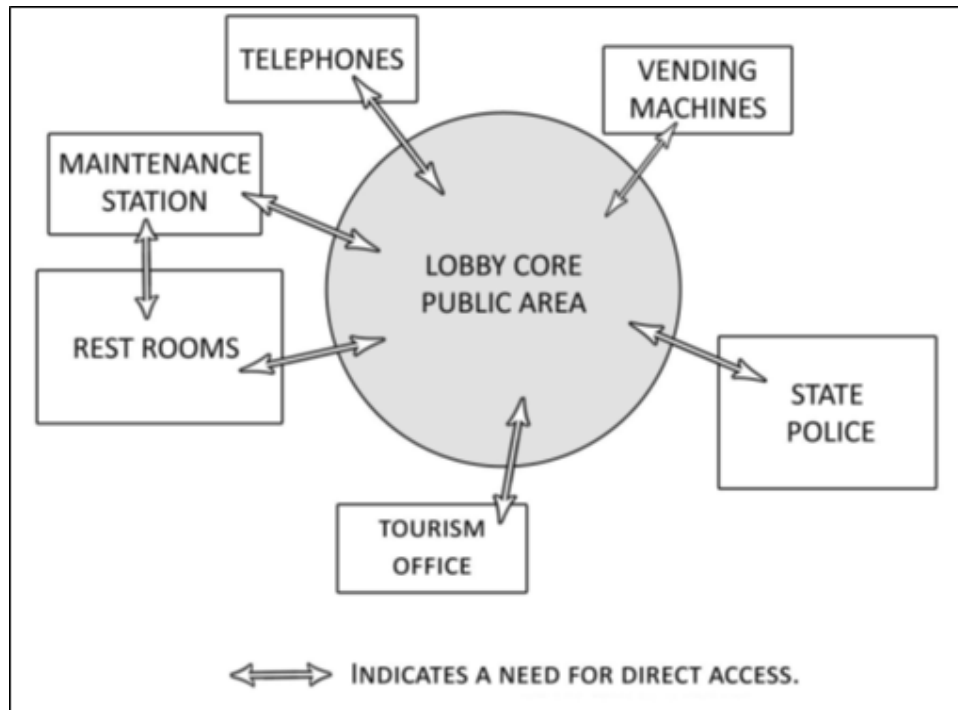 TELEPHONES
VENDING
MACHINES
MAINTENANCE
STATION
LOBBY CORE
PUBLIC AREA
REST ROOMS
STATE
POLICE
TOURISM
OFFICE
INDICATES A NEED FOR DIRECT ACCESS.